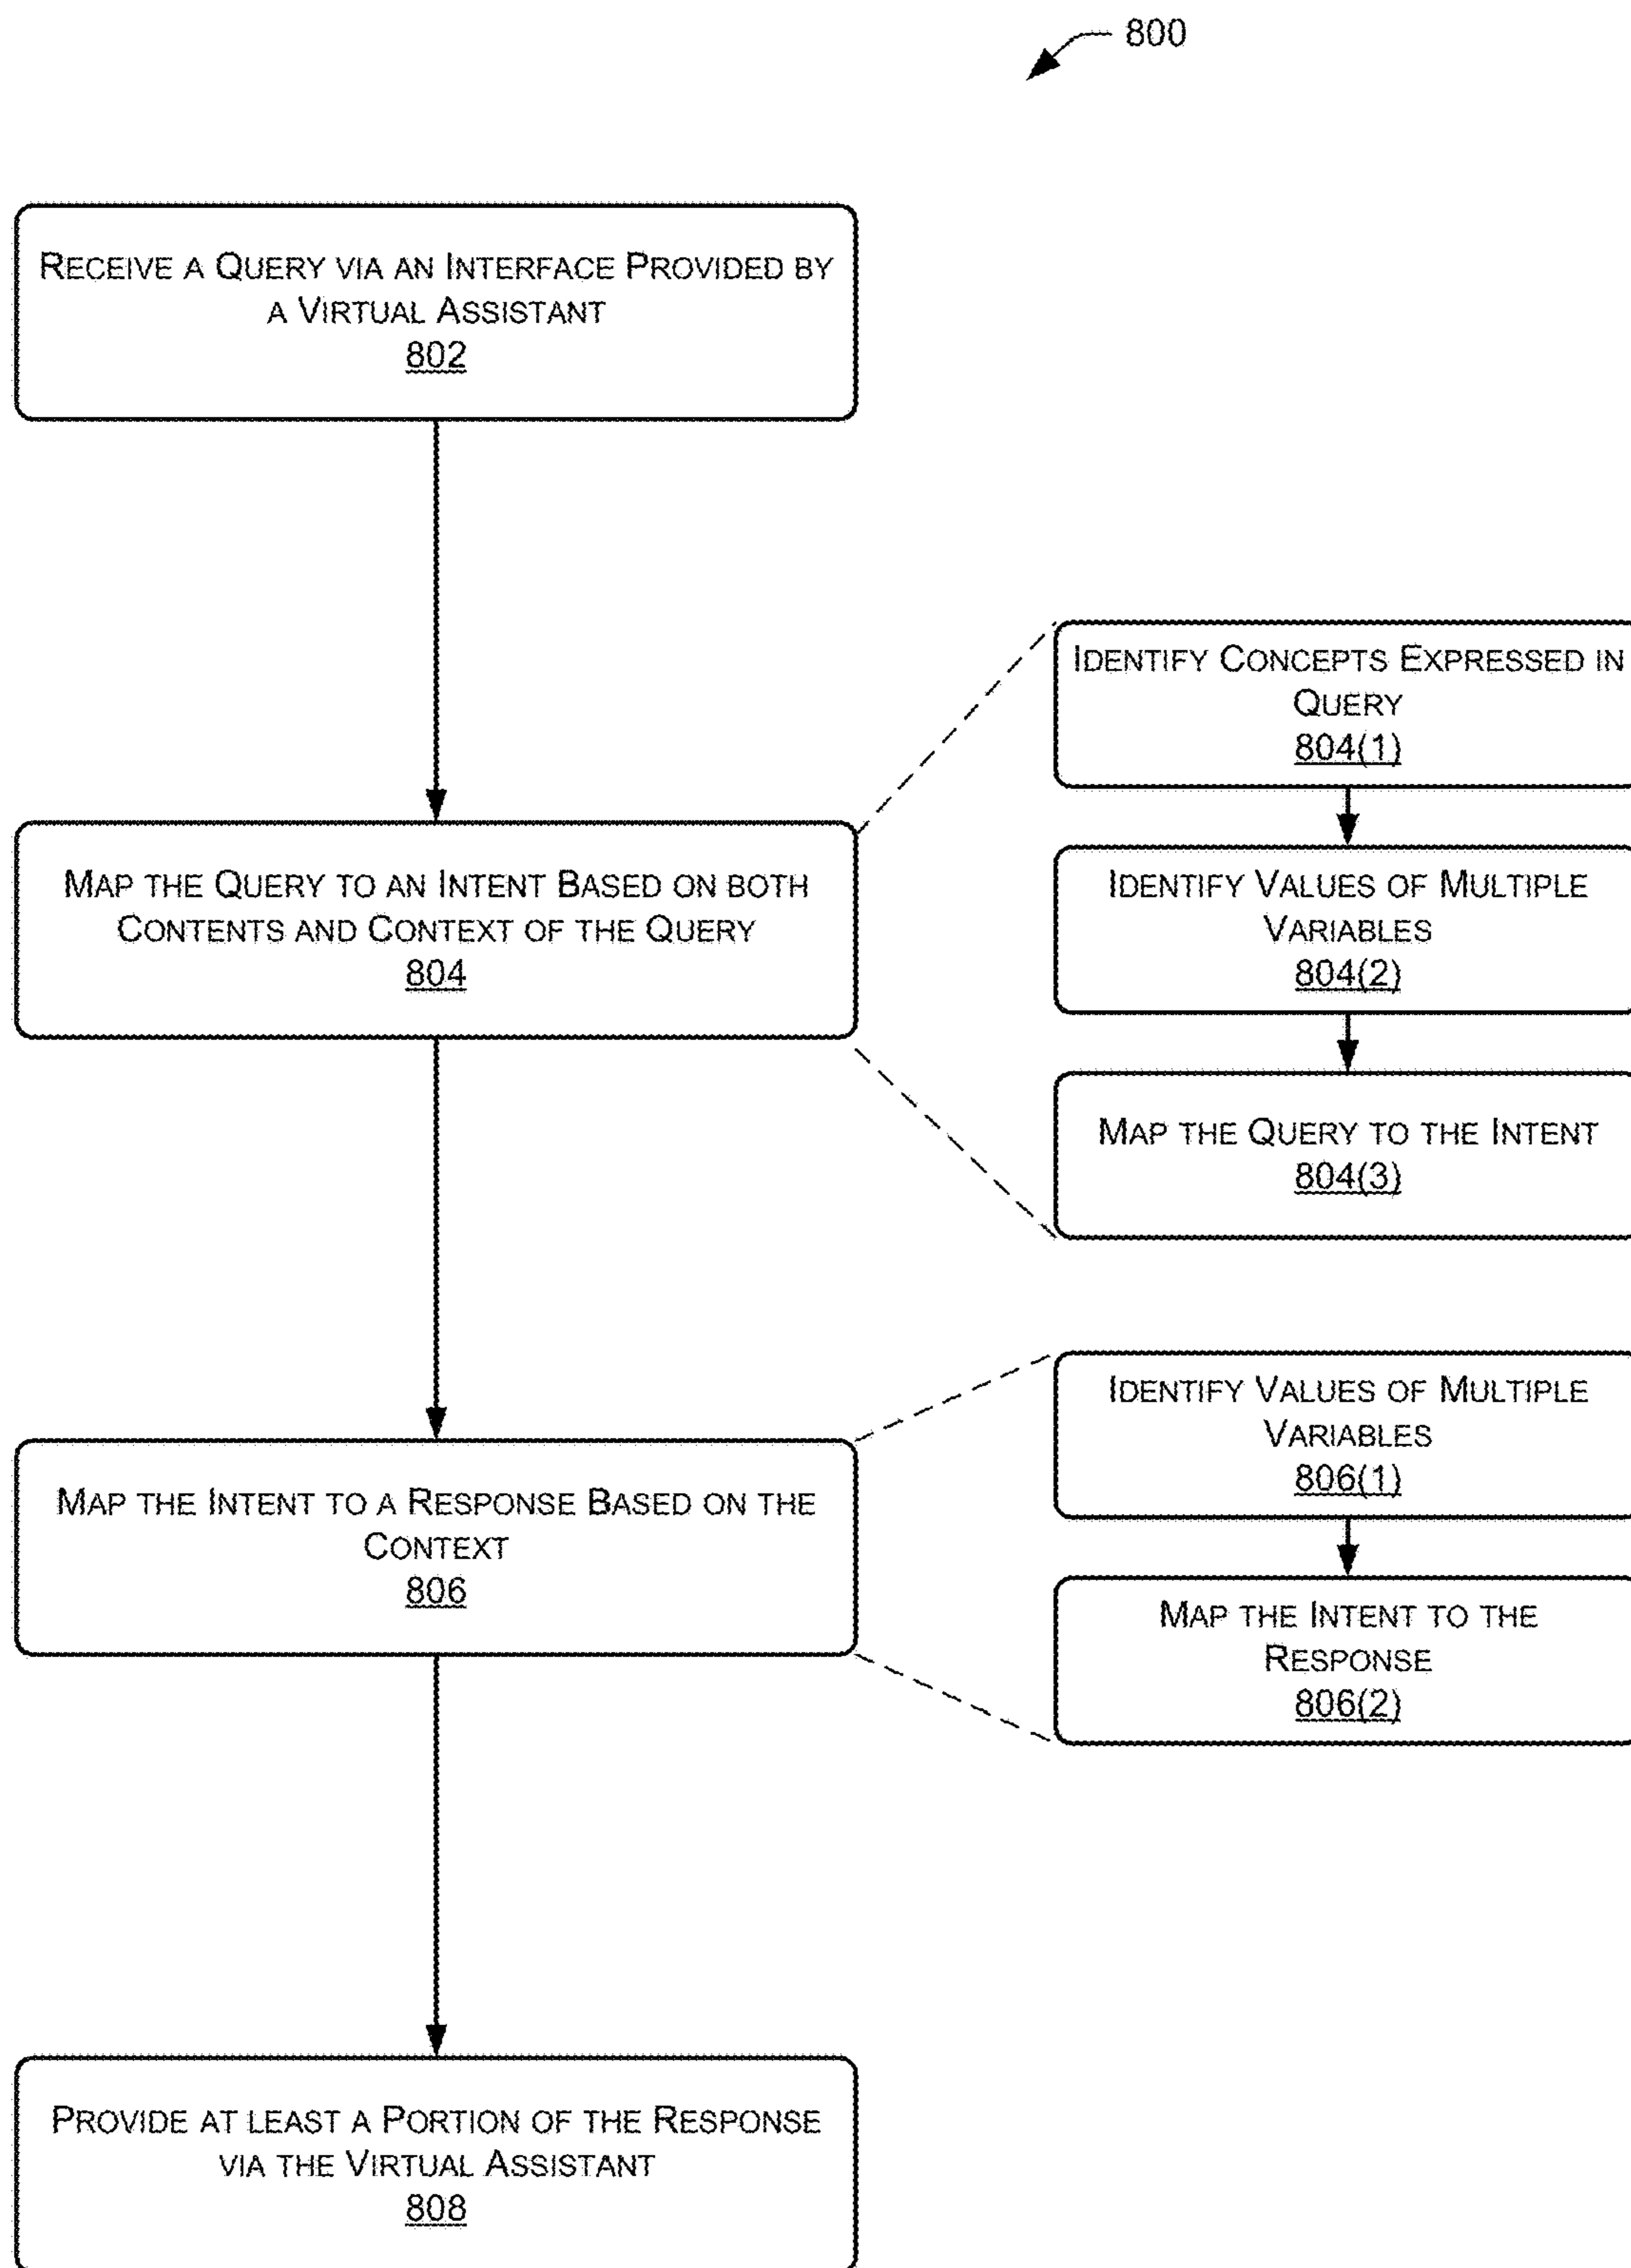 800
RECEIVE A QUERY VIA AN INTERFACE PROVIDED BY
A VIRTUAL ASSISTANT
802
MAP THE QUERY TO AN INTENT BASED ON BOTH
CONTENTS AND CONTEXT OF THE QUERY
804
IDENTIFY CONCEPTS EXPRESSED IN
QUERY
804(1)
IDENTIFY VALUES OF MULTIPLE
VARIABLES
804(2)
MAP THE QUERY TO THE INTENT
804(3)
MAP THE INTENT TO A RESPONSE BASED ON THE
CONTEXT
806
IDENTIFY VALUES OF MULTIPLE
VARIABLES
806(1)
MAP THE INTENT TO THE
RESPONSE
806(2)
PROVIDE AT LEAST A PORTION OF THE RESPONSE
VIA THE VIRTUAL ASSISTANT
808